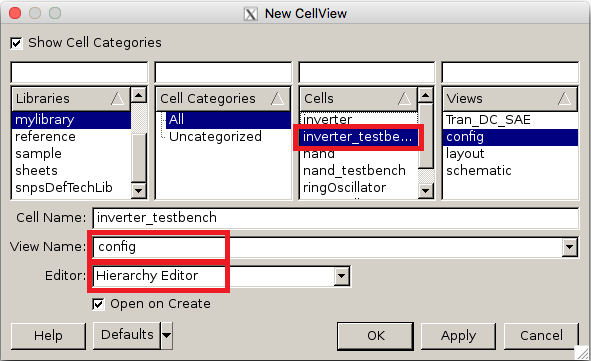 New CellView
Show Cell Categories
Libraries
mylibrary
reference
sample
sheets
snpsDefTechLib
Cell Categories
All
Uncategorized
Cells
inverter
inverter_testbe...
nand
nand_testbench
ringOscillator
Views
Tran_DC_SAE
config
layout
schematic
Cell Name: inverter_testbench
View Name: config
Editor: Hierarchy Editor
Open on Create
Help Defaults OK Apply Cancel